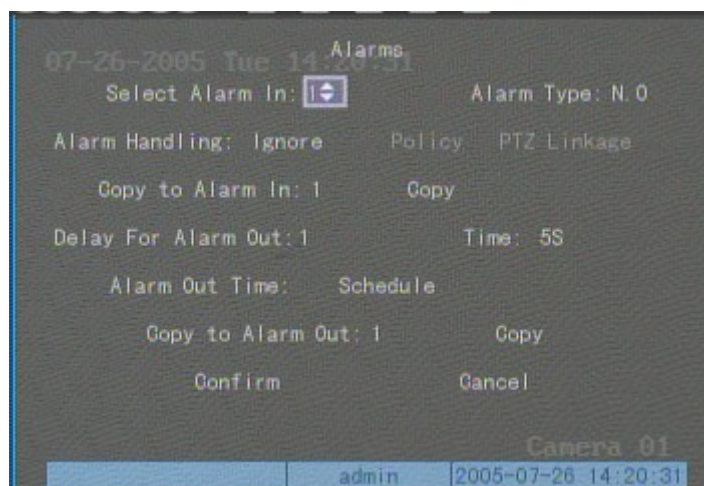 Alarms
07-26-2005 Tue 14:20:31
Select Alarm In: 1 Alarm Type: N.O
Alarm Handling: Ignore Policy PTZ Linkage
Copy to Alarm In: 1 Copy
Delay For Alarm Out: 1 Time: 5S
Alarm Out Time: Schedule
Copy to Alarm Out: 1 Copy
Confirm Cancel
Camera 01
admin 2005-07-26 14:20:31